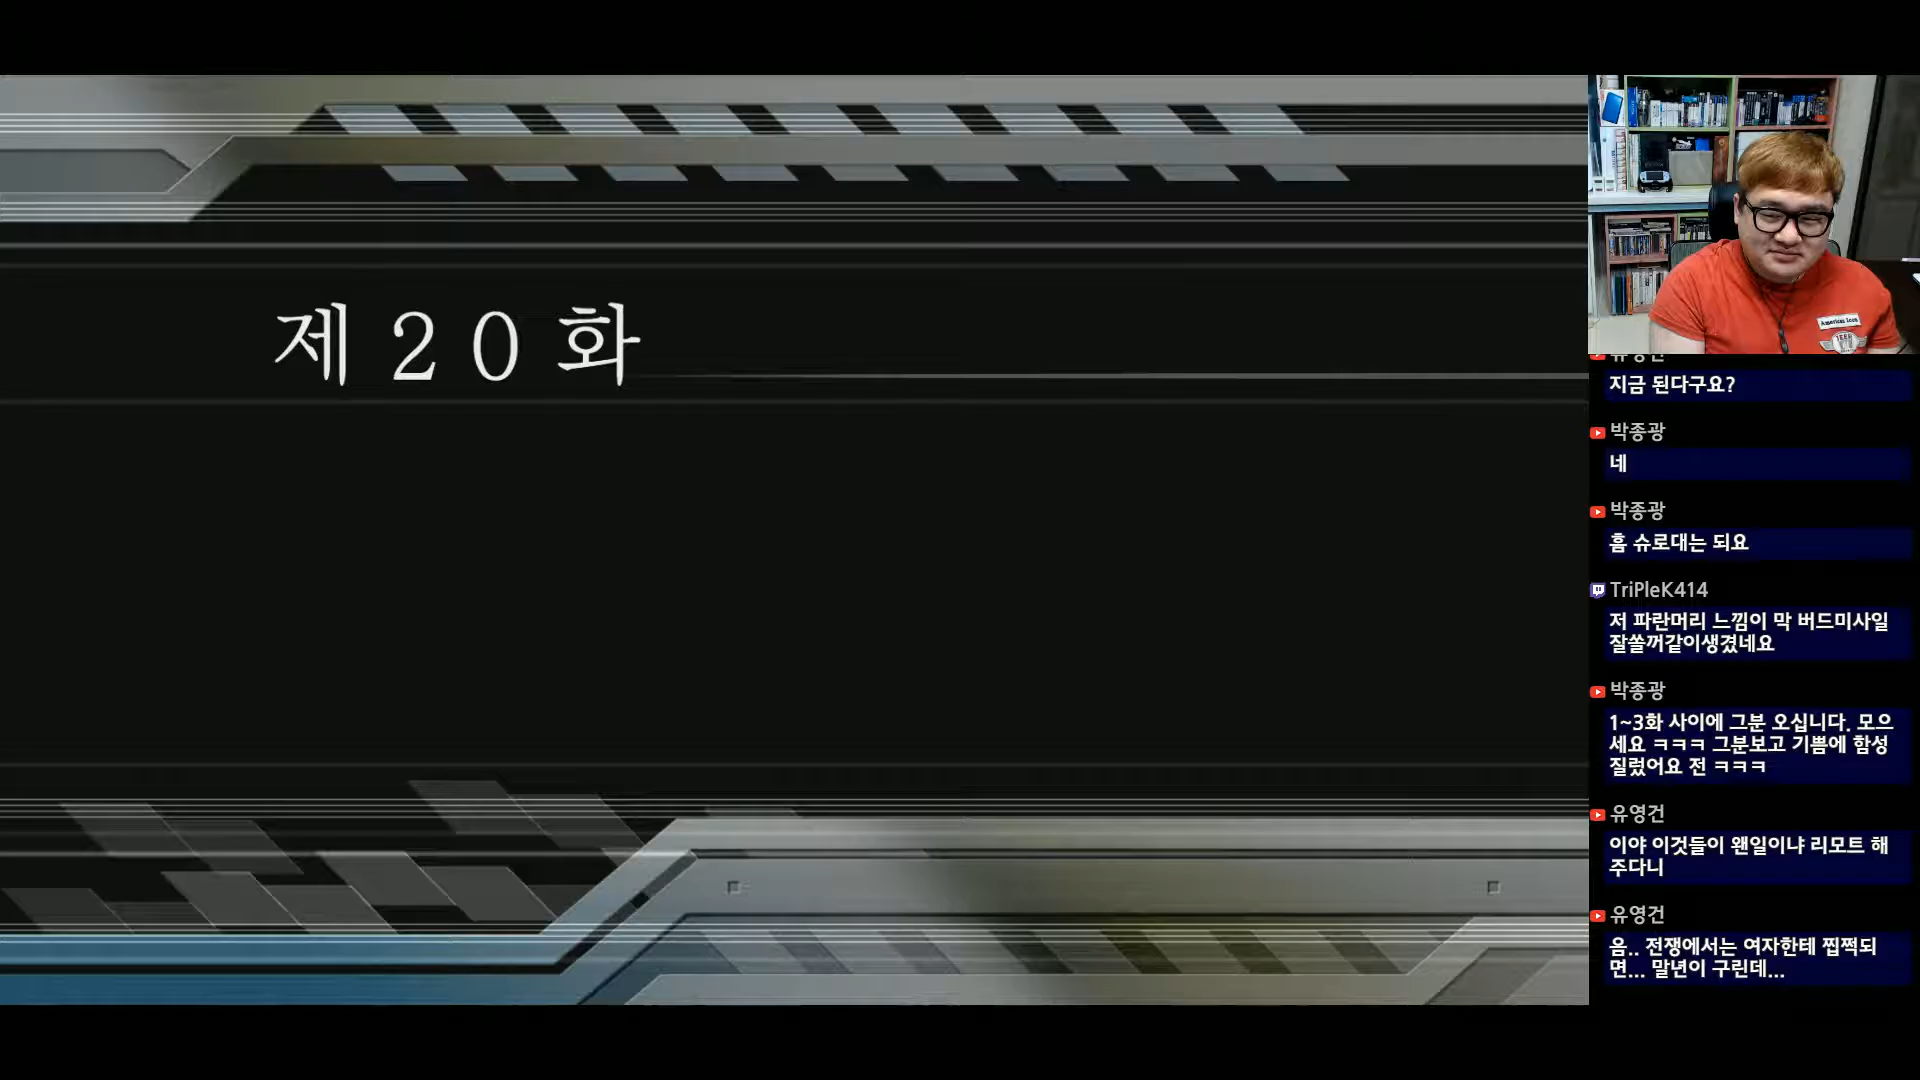 제 2 0 화
American Icon
JEEP
유영건
지금 된다구요?
박종광
네
박종광
흠 슈로대는 되요
TriPleK414
저 파란머리 느낌이 막 버드미사일
잘쏠꺼같이생겼네요
박종광
1~3화 사이에 그분 오십니다. 모으
세요 ㅋㅋㅋ 그분보고 기쁨에 함성
질렀어요 전 ㅋㅋㅋ
유영건
이야 이것들이 왠일이냐 리모트 해
주다니
유영건
음.. 전쟁에서는 여자한테 찝쩍되
면... 말년이 구린데...